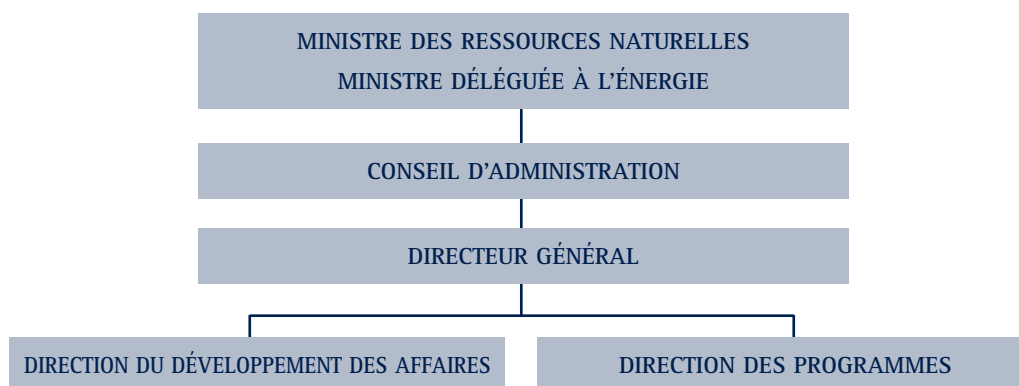 MINISTRE DES RESSOURCES NATURELLES
MINISTRE DÉLÉGUÉE À L’ÉNERGIE
CONSEIL D’ADMINISTRATION
DIRECTEUR GÉNÉRAL
DIRECTION DU DÉVELOPPEMENT DES AFFAIRES
DIRECTION DES PROGRAMMES